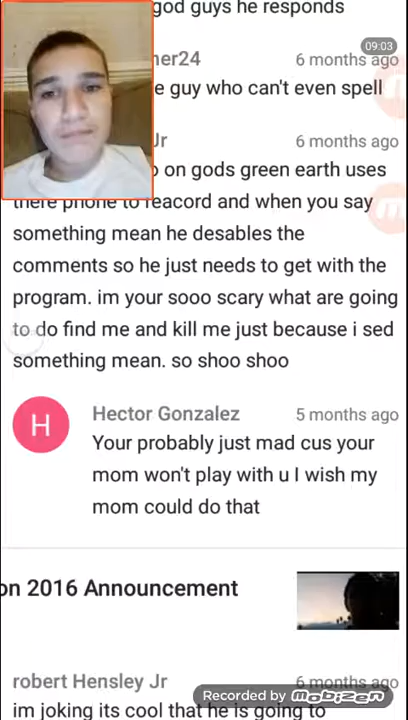 god guys he responds
09:03
ner24 6 months ago
e guy who can't even spell
Jr 6 months ago
on gods green earth uses
there phone to reacord and when you say
something mean he desables the
comments so he just needs to get with the
program. im your sooo scary what are going
to do find me and kill me just because i sed
something mean. so shoo shoo
H
Hector Gonzalez 5 months ago
Your probably just mad cus your
mom won't play with u I wish my
mom could do that
on 2016 Announcement
robert Hensley Jr 6 months ago
Recorded by mobizen
im joking its cool that he is going to